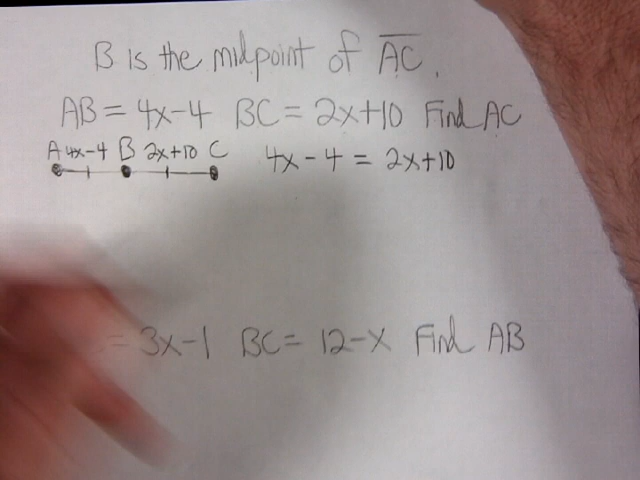 B is the midpoint of AC.
AB = 4x-4 BC = 2x+10 Find AC
A 4x-4 B 2x+10 C 4x-4 = 2x+10
= 3x-1 BC = 12-x Find AB